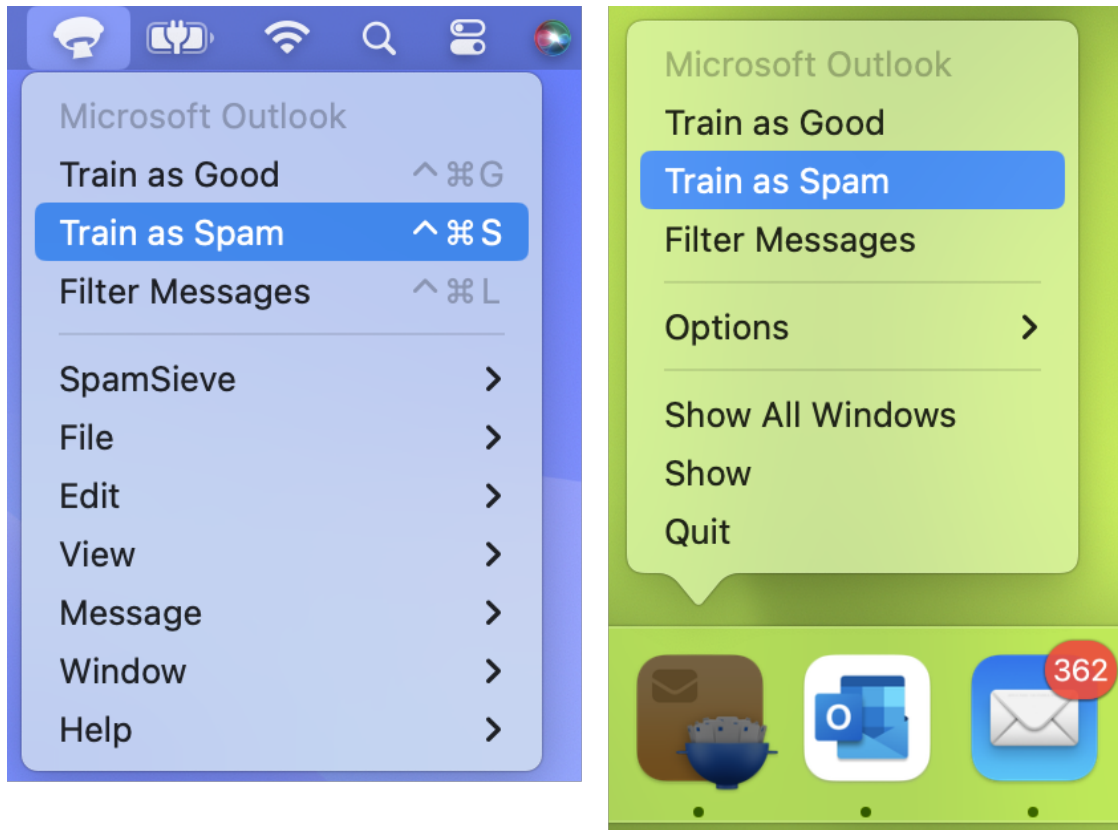 Microsoft Outlook
Train as Good ⌃⌘G
Train as Spam ⌃⌘S
Filter Messages ⌃⌘L
SpamSieve
File
Edit
View
Message
Window
Help
Microsoft Outlook
Train as Good
Train as Spam
Filter Messages
Options
Show All Windows
Show
Quit
O
362